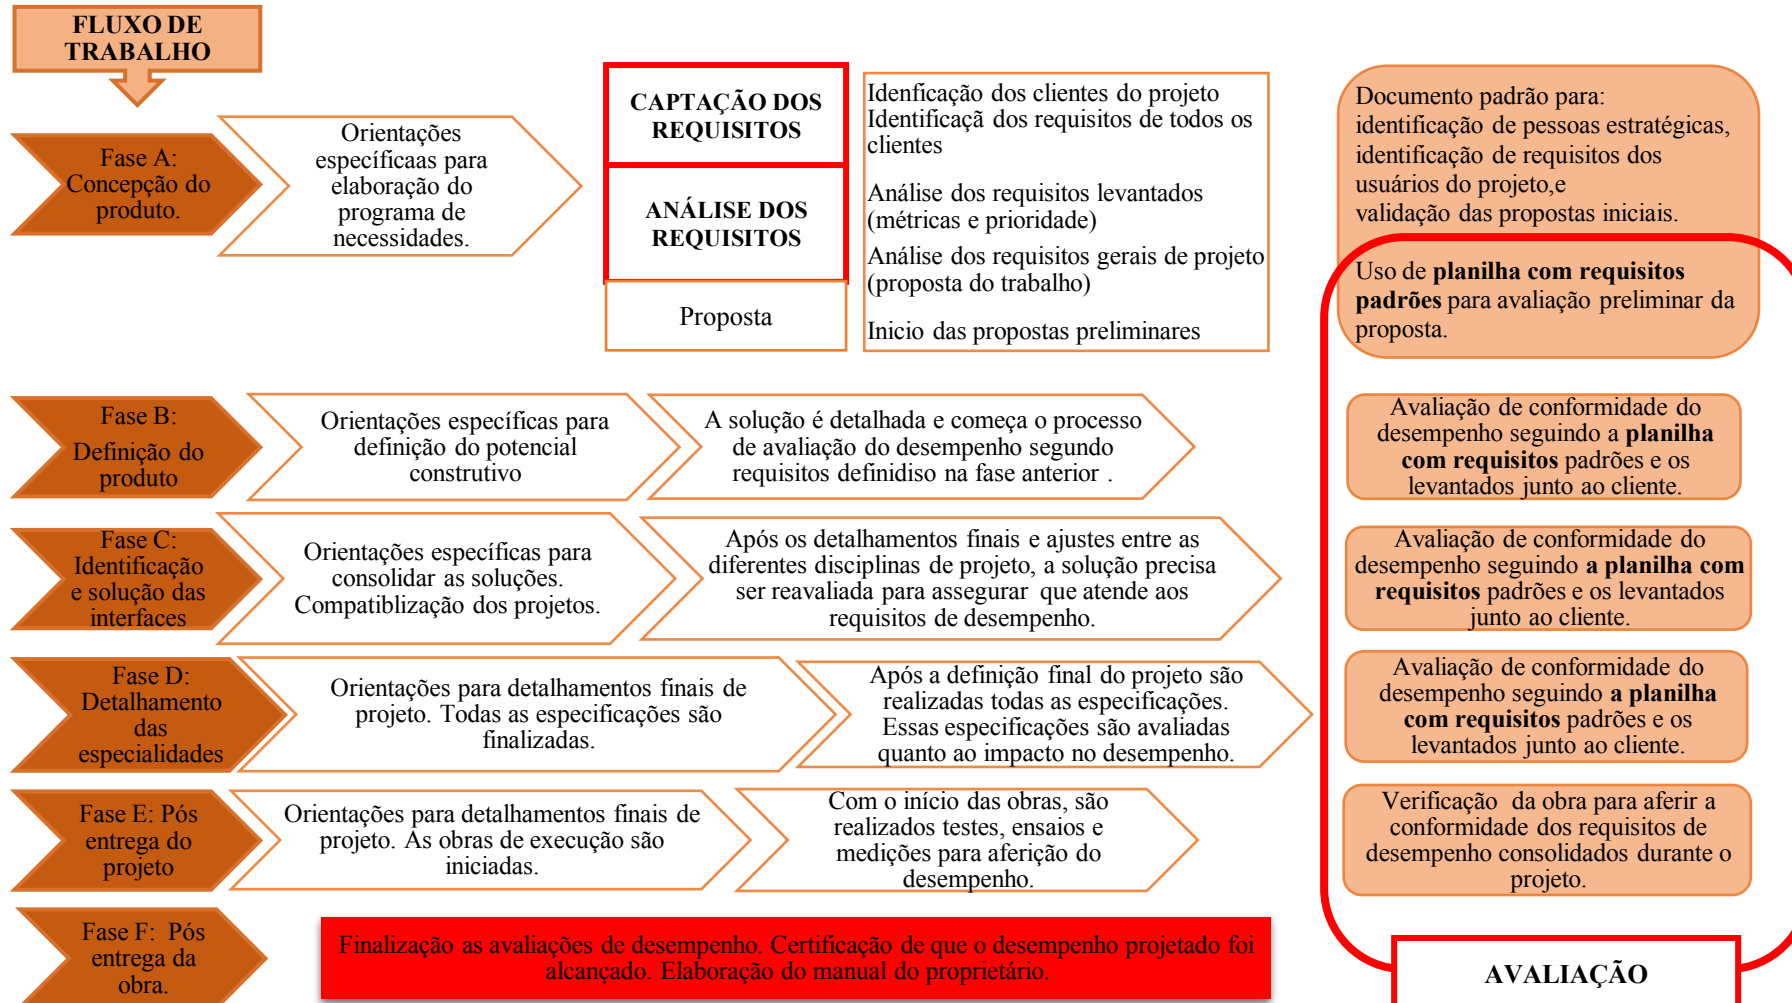 FLUXO DE
TRABALHO
Fase A:
Concepção do
produto.
Orientações
específicaas para
elaboração do
programa de
necessidades.
CAPTAÇÃO DOS
REQUISITOS
ANÁLISE DOS
REQUISITOS
Proposta
Idenficação dos clientes do projeto
Identificaçã dos requisitos de todos os
clientes
Análise dos requisitos levantados
(métricas e prioridade)
Análise dos requisitos gerais de projeto
(proposta do trabalho)
Inicio das propostas preliminares
Documento padrão para:
identificação de pessoas estratégicas,
identificação de requisitos dos
usuários do projeto,e
validação das propostas iniciais.
Uso de planilha com requisitos
padrões para avaliação preliminar da
proposta.
Fase B:
Definição do
produto
Orientações específicas para
definição do potencial
construtivo
A solução é detalhada e começa o processo
de avaliação do desempenho segundo
requisitos definidiso na fase anterior .
Avaliação de conformidade do
desempenho seguindo a planilha
com requisitos padrões e os
levantados junto ao cliente.
Fase C:
Identificação
e solução das
interfaces
Orientações específicas para
consolidar as soluções.
Compatiblização dos projetos.
Após os detalhamentos finais e ajustes entre as
diferentes disciplinas de projeto, a solução precisa
ser reavaliada para assegurar que atende aos
requisitos de desempenho.
Avaliação de conformidade do
desempenho seguindo a planilha com
requisitos padrões e os levantados
junto ao cliente.
Fase D:
Detalhamento
das
especialidades
Orientações para detalhamentos finais de
projeto. Todas as especificações são
finalizadas.
Após a definição final do projeto são
realizadas todas as especificações.
Essas especificações são avaliadas
quanto ao impacto no desempenho.
Avaliação de conformidade do
desempenho seguindo a planilha
com requisitos padrões e os
levantados junto ao cliente.
Fase E: Pós
entrega do
projeto
Orientações para detalhamentos finais de
projeto. As obras de execução são
iniciadas.
Com o início das obras, são
realizados testes, ensaios e
medições para aferição do
desempenho.
Verificação da obra para aferir a
conformidade dos requisitos de
desempenho consolidados durante o
projeto.
Fase F: Pós
entrega da
obra.
Finalização as avaliações de desempenho. Certificação de que o desempenho projetado foi
alcançado. Elaboração do manual do proprietário.
AVALIAÇÃO